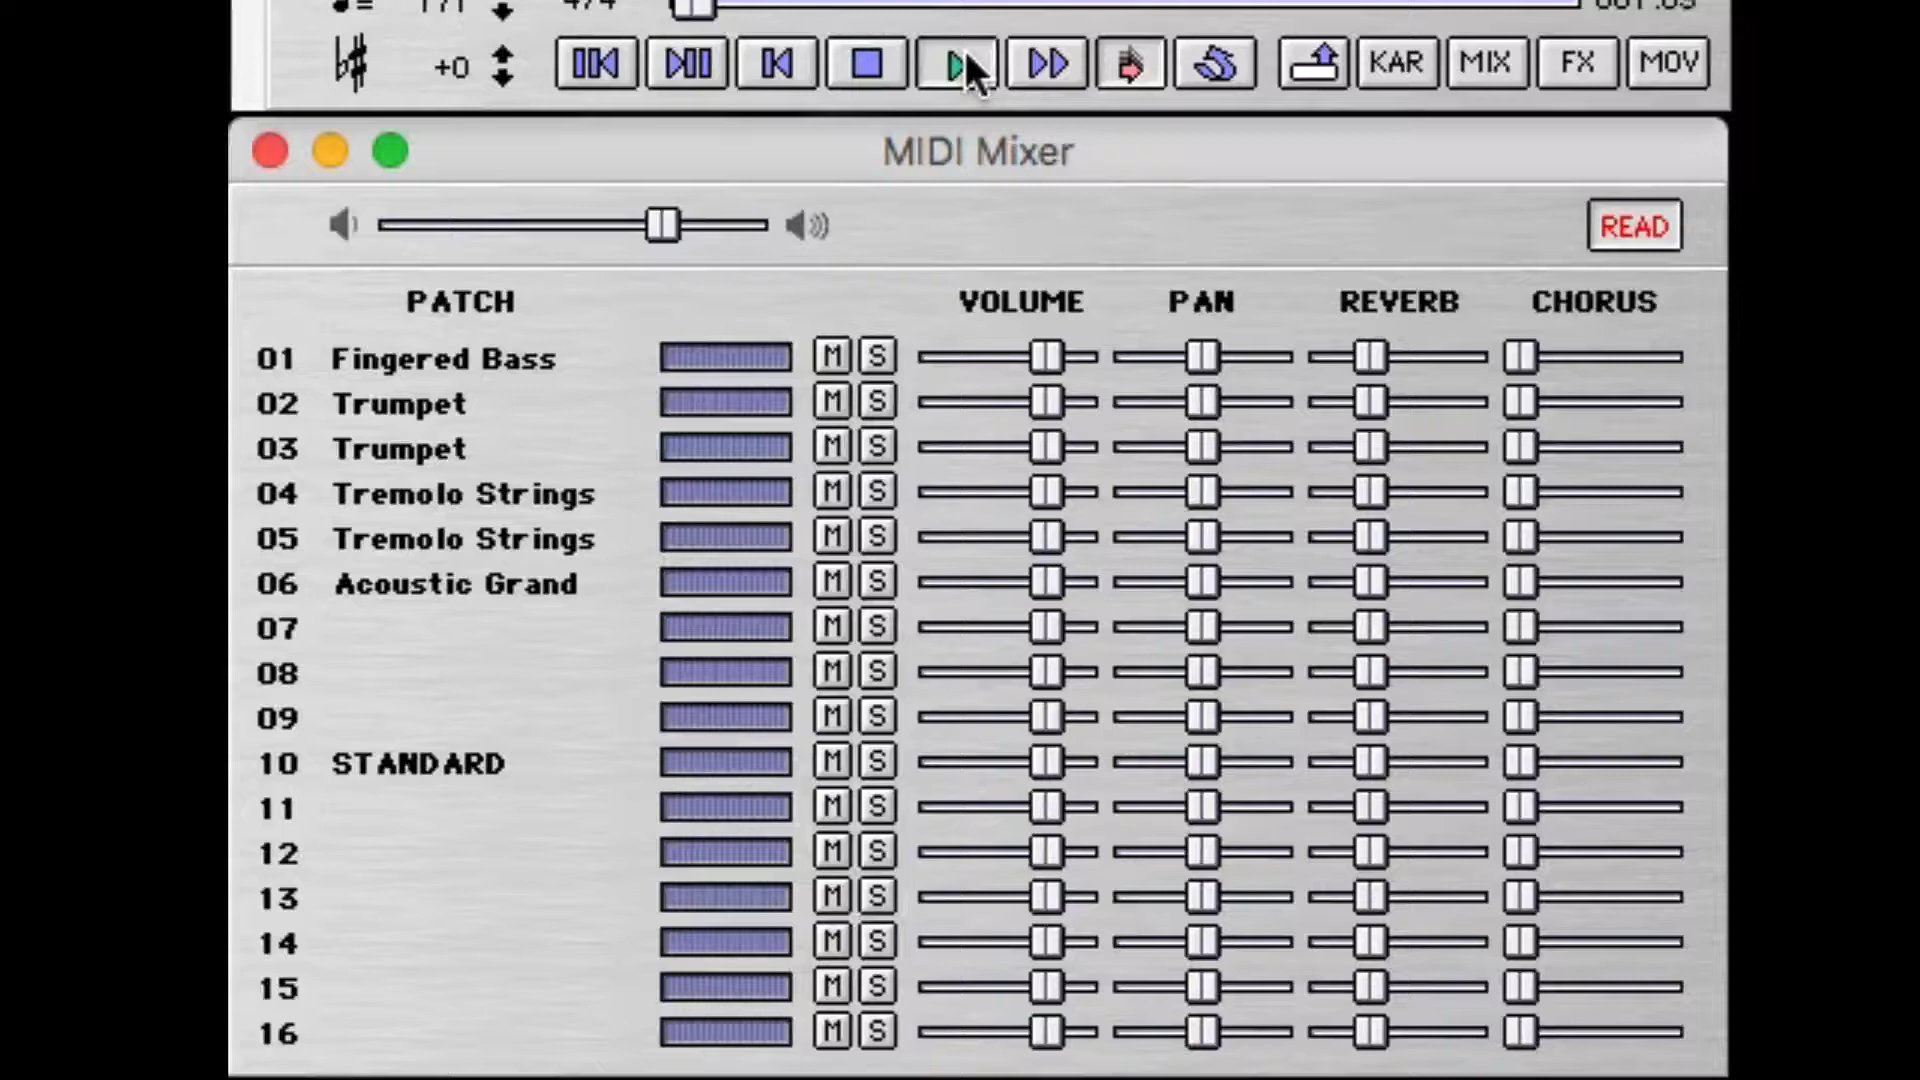 +0 KAR MIX FX MOV
MIDI Mixer
READ
PATCH VOLUME PAN REVERB CHORUS
01 Fingered Bass M S
02 Trumpet M S
03 Trumpet M S
04 Tremolo Strings M S
05 Tremolo Strings M S
06 Acoustic Grand M S
07 M S
08 M S
09 M S
10 STANDARD M S
11 M S
12 M S
13 M S
14 M S
15 M S
16 M S